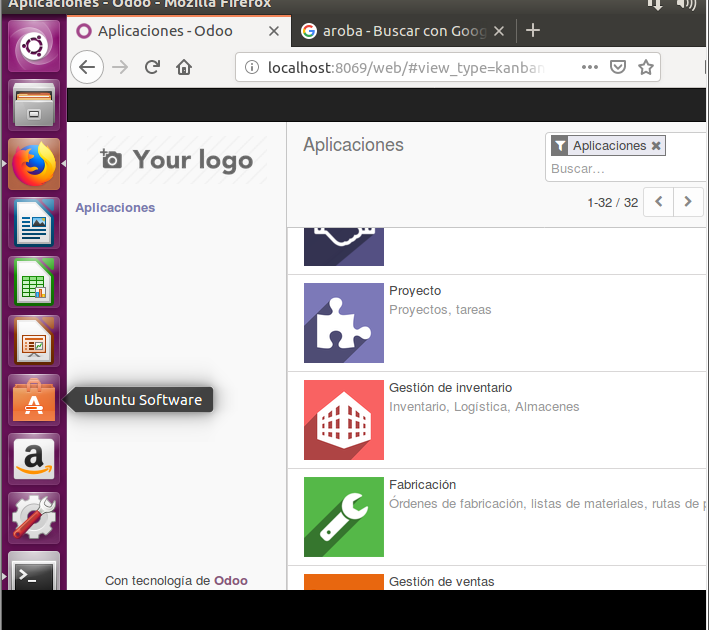 Aplicaciones - Odoo - Mozilla Firefox
Aplicaciones - Odoo
aroba - Buscar con Goog
localhost:8069/web/#view_type=kanban
Your logo
Aplicaciones
Aplicaciones
Aplicaciones
Buscar...
1-32 / 32
Proyecto
Proyectos, tareas
Gestión de inventario
Inventario, Logística, Almacenes
Ubuntu Software
Fabricación
Órdenes de fabricación, listas de materiales, rutas de p
Gestión de ventas
Con tecnología de Odoo